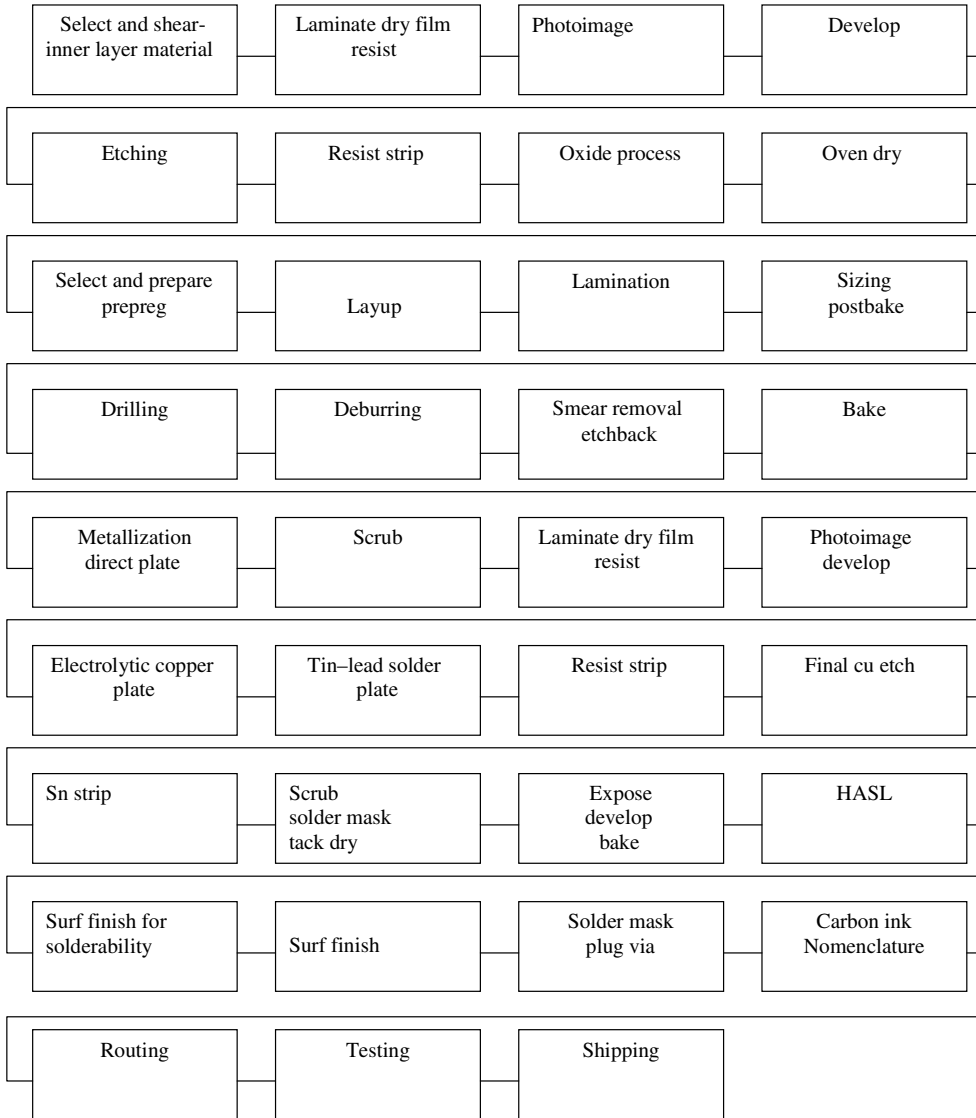 Select and shear-
inner layer material
Laminate dry film
resist
Photoimage
Develop
Etching
Resist strip
Oxide process
Oven dry
Select and prepare
prepreg
Layup
Lamination
Sizing
postbake
Drilling
Deburring
Smear removal
etchback
Bake
Metallization
direct plate
Scrub
Laminate dry film
resist
Photoimage
develop
Electrolytic copper
plate
Tin–lead solder
plate
Resist strip
Final cu etch
Sn strip
Scrub
solder mask
tack dry
Expose
develop
bake
HASL
Surf finish for
solderability
Surf finish
Solder mask
plug via
Carbon ink
Nomenclature
Routing
Testing
Shipping